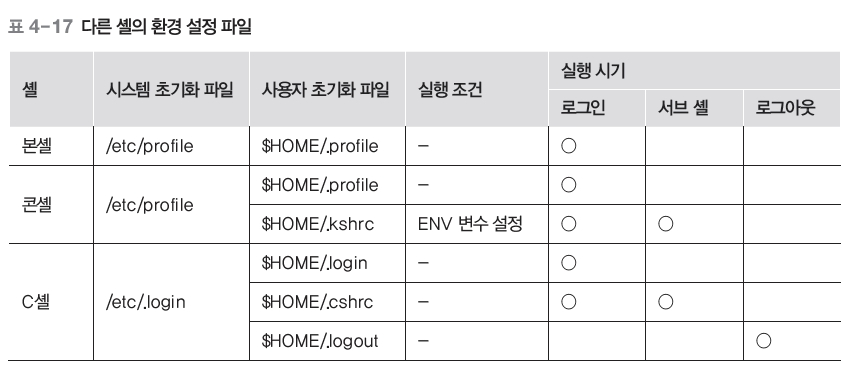 표 4-17 다른 셸의 환경 설정 파일
셸 시스템 초기화 파일 사용자 초기화 파일 실행 조건 실행 시기
로그인 서브 셸 로그아웃
본셸 /etc/profile $HOME/.profile - ○
콘셸 /etc/profile $HOME/.profile - ○
$HOME/.kshrc ENV 변수 설정 ○ ○
C셸 /etc/.login $HOME/.login - ○
$HOME/.cshrc - ○ ○
$HOME/.logout - ○